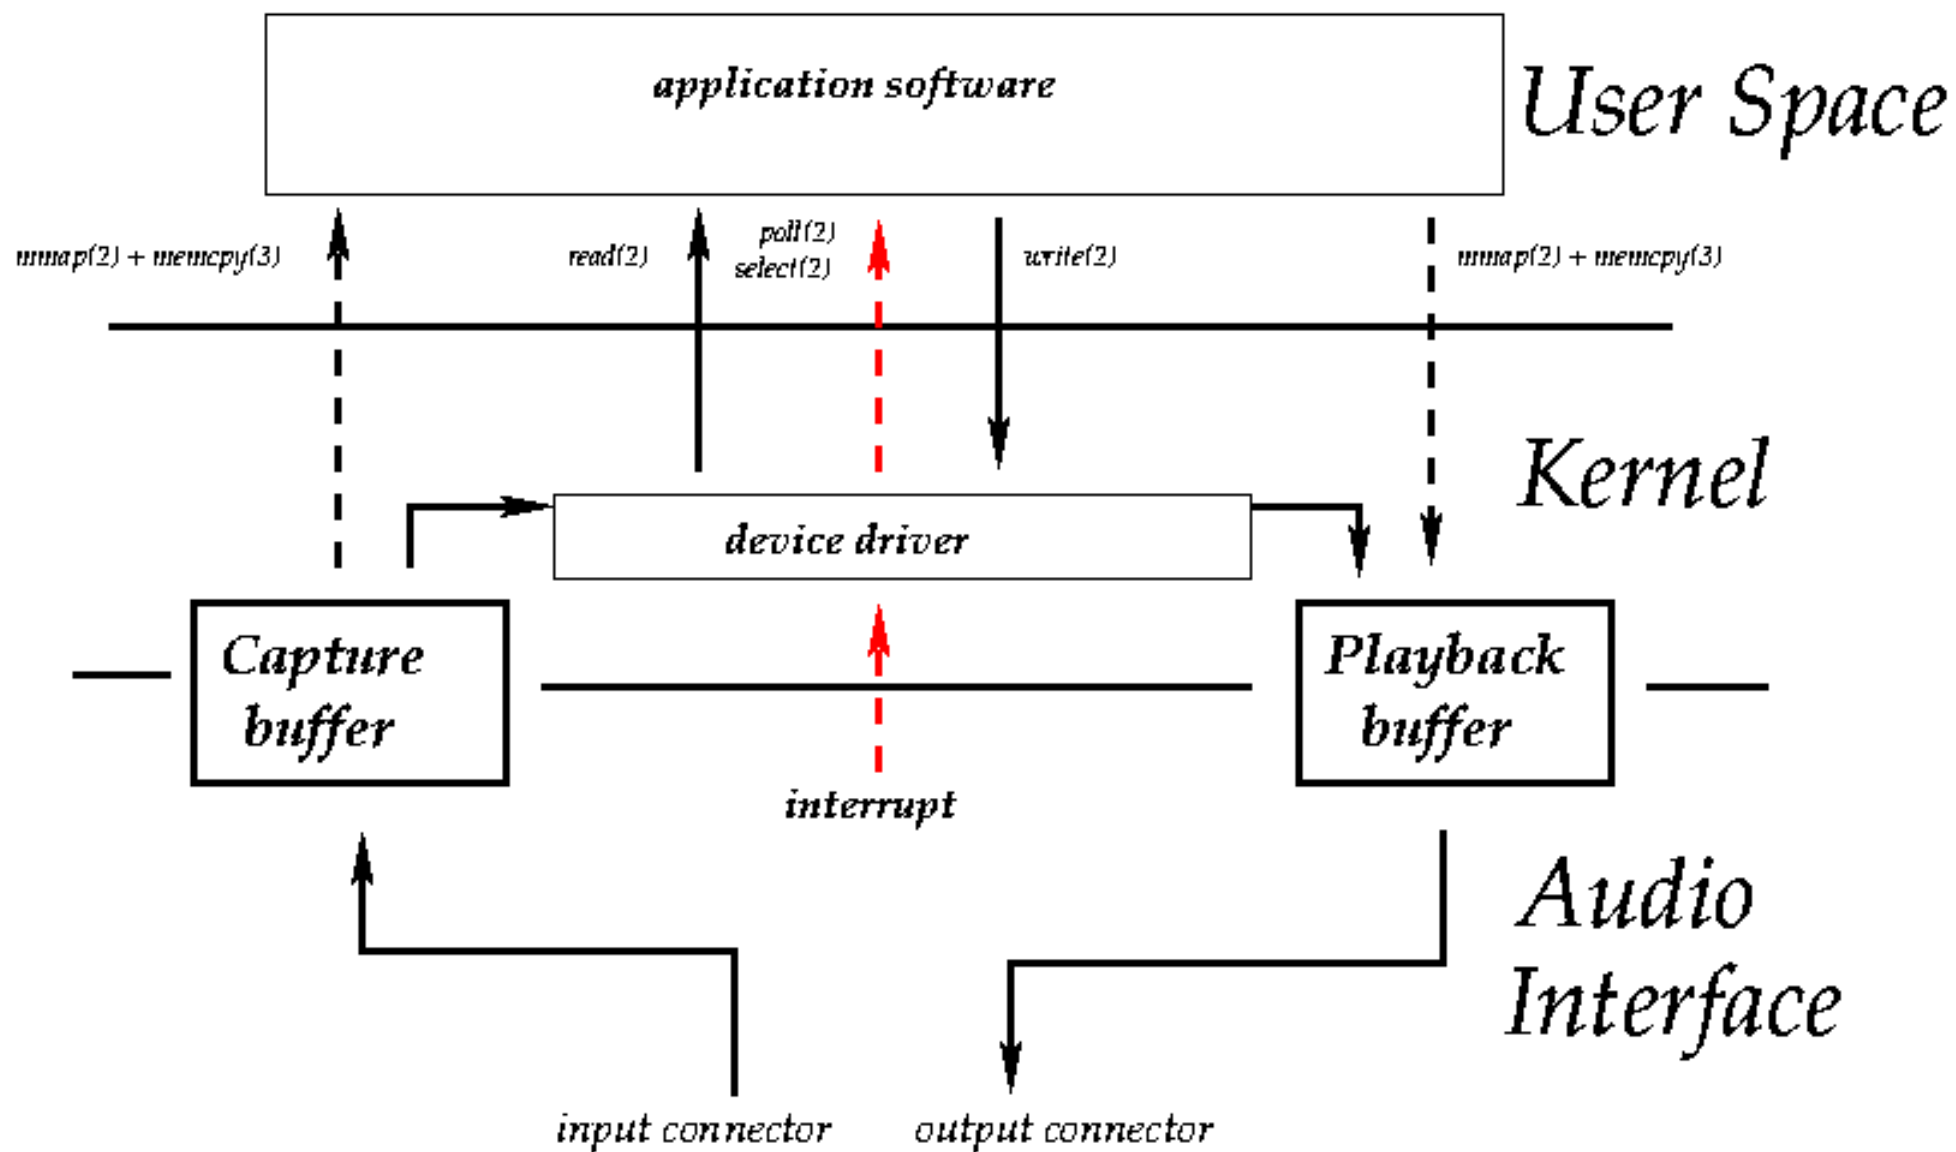 application software
User Space
mmap(2) + memcpy(3)
read(2)
poll(2)
select(2)
write(2)
mmap(2) + memcpy(3)
Kernel
device driver
Capture
buffer
Playback
buffer
interrupt
Audio
Interface
input connector
output connector